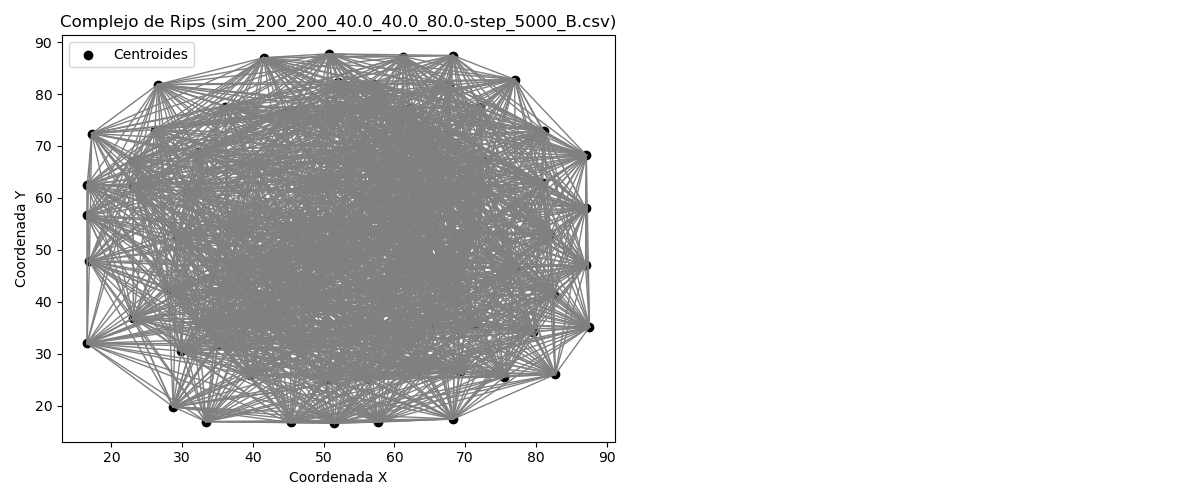 Complejo de Rips (sim_200_200_40.0_40.0_80.0-step_5000_B.csv)
Centroides
90
80
70
60
50
40
30
20
Coordenada Y
20 30 40 50 60 70 80 90
Coordenada X